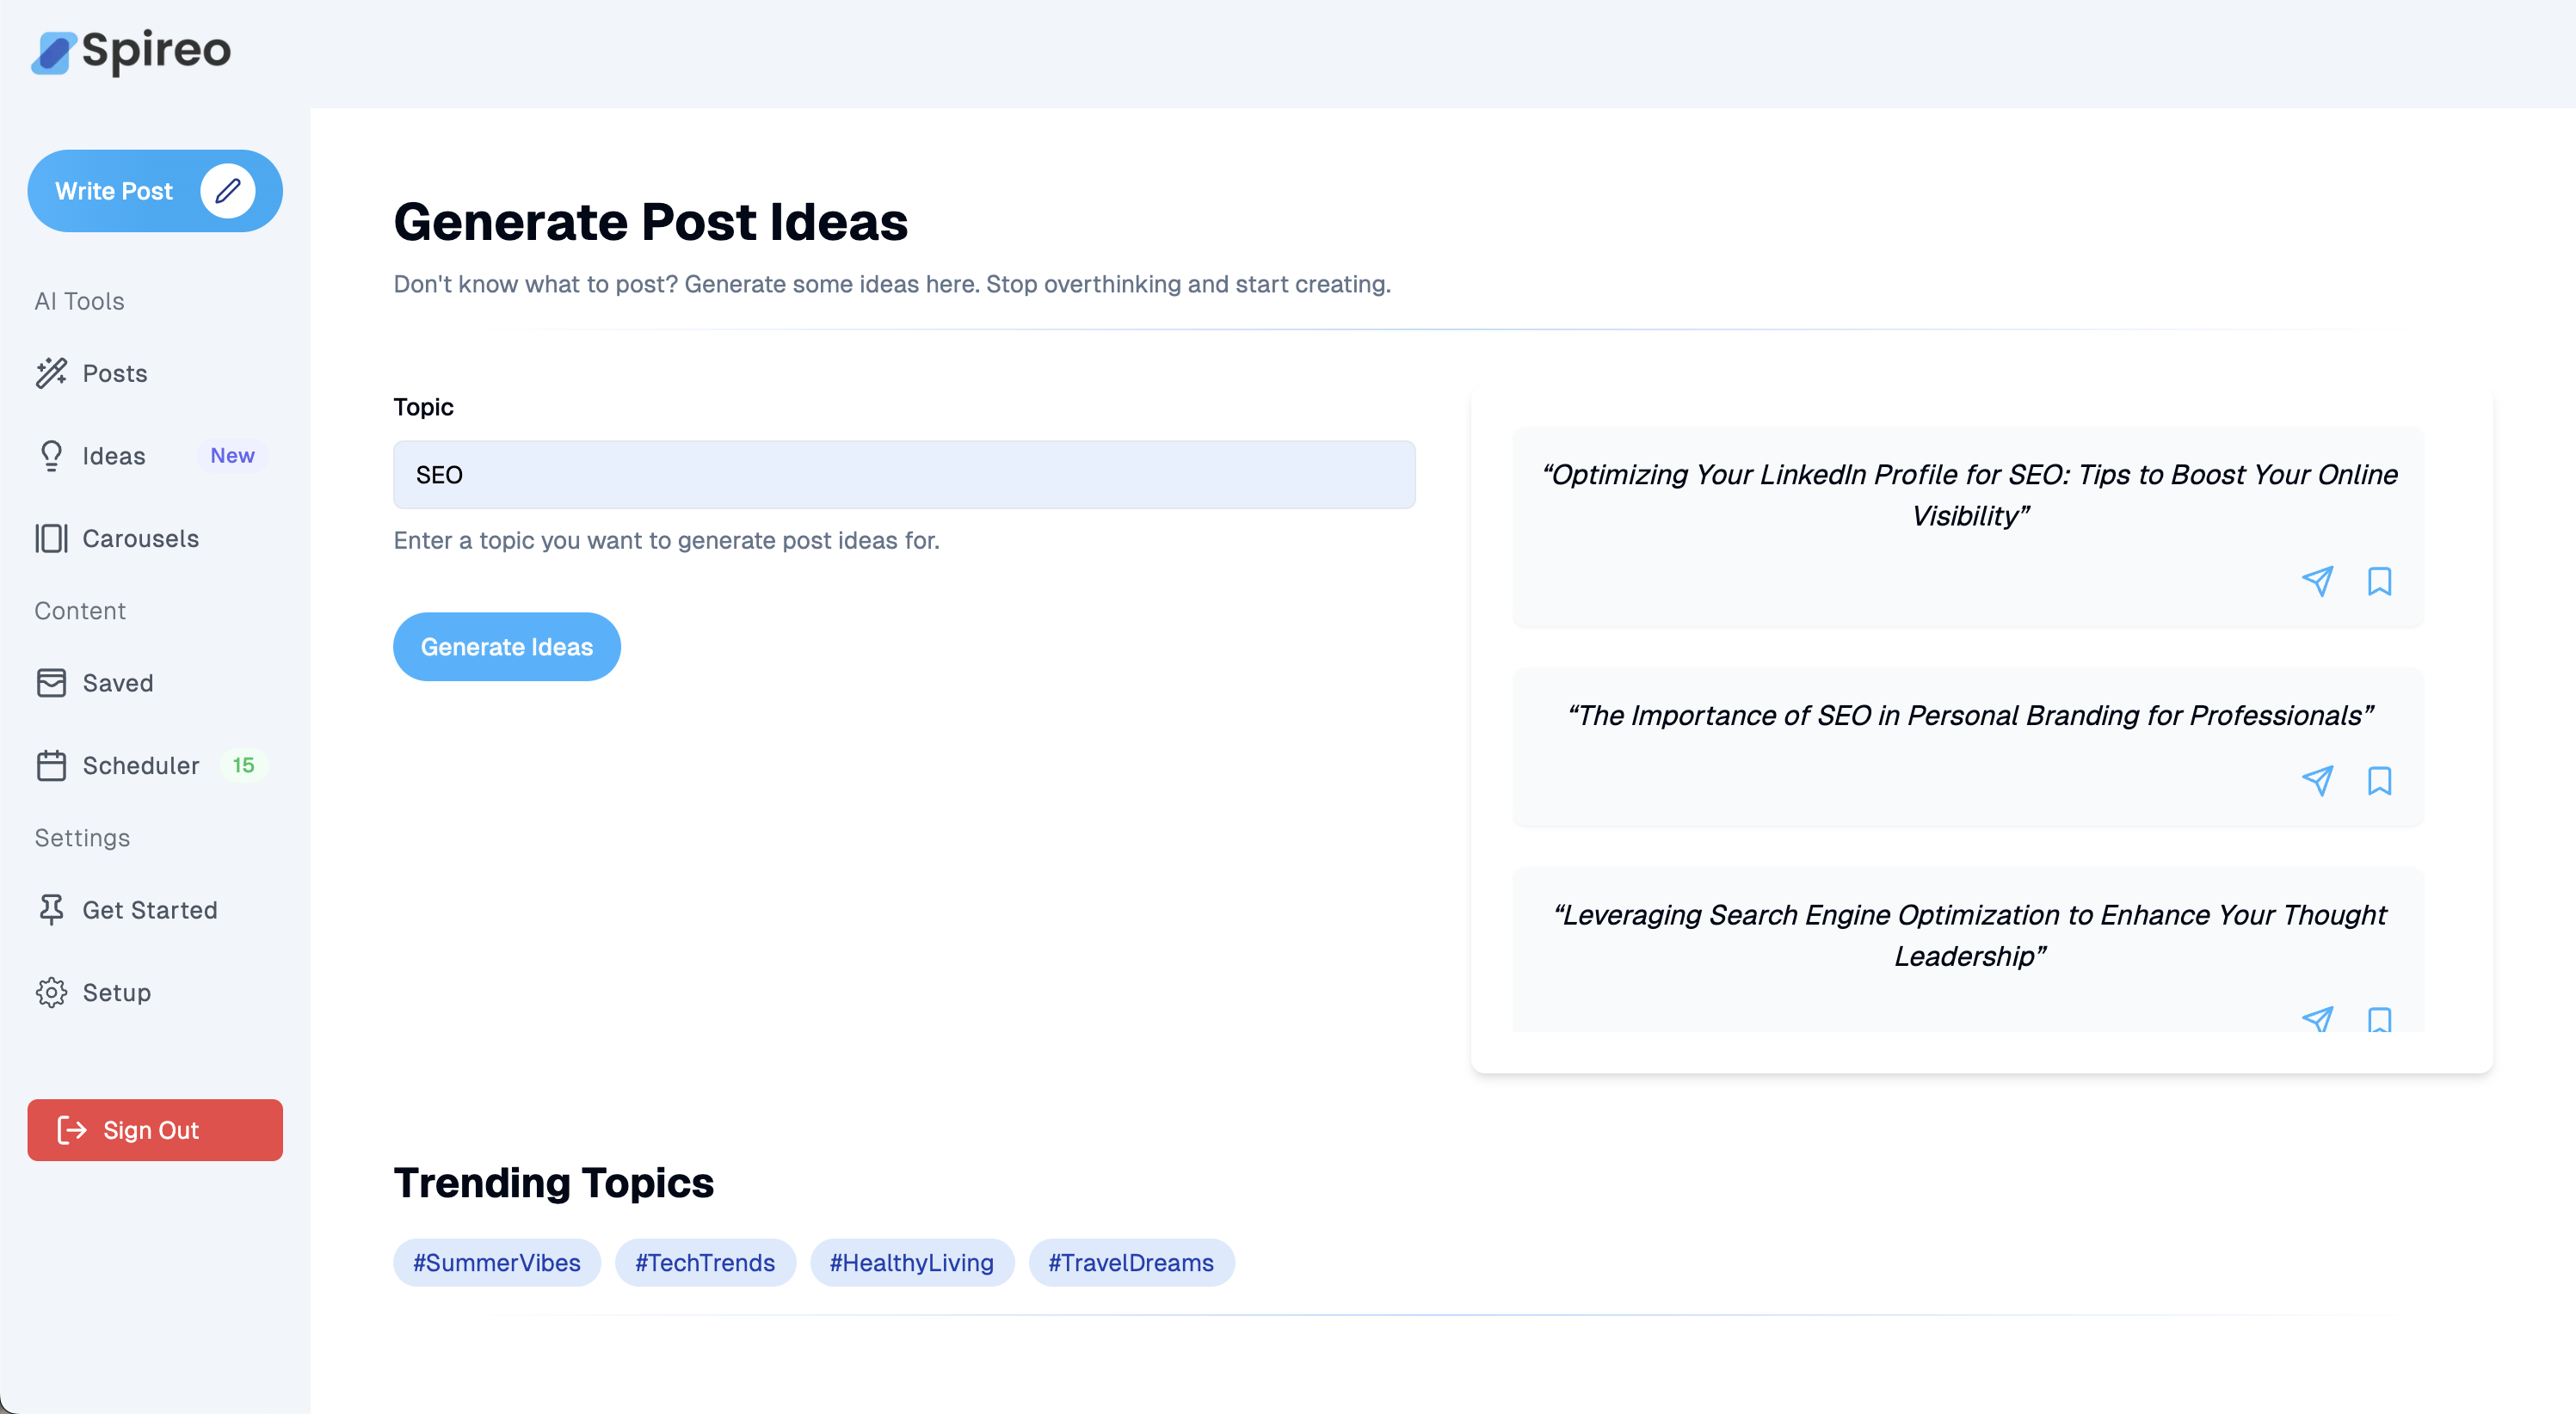 Spireo
Write Post
AI Tools
Posts
Ideas New
Carousels
Content
Saved
Scheduler 15
Settings
Get Started
Setup
Sign Out
Generate Post Ideas
Don't know what to post? Generate some ideas here. Stop overthinking and start creating.
Topic
SEO
Enter a topic you want to generate post ideas for.
Generate Ideas
“Optimizing Your LinkedIn Profile for SEO: Tips to Boost Your Online
Visibility”
“The Importance of SEO in Personal Branding for Professionals”
“Leveraging Search Engine Optimization to Enhance Your Thought
Leadership”
Trending Topics
#SummerVibes #TechTrends #HealthyLiving #TravelDreams